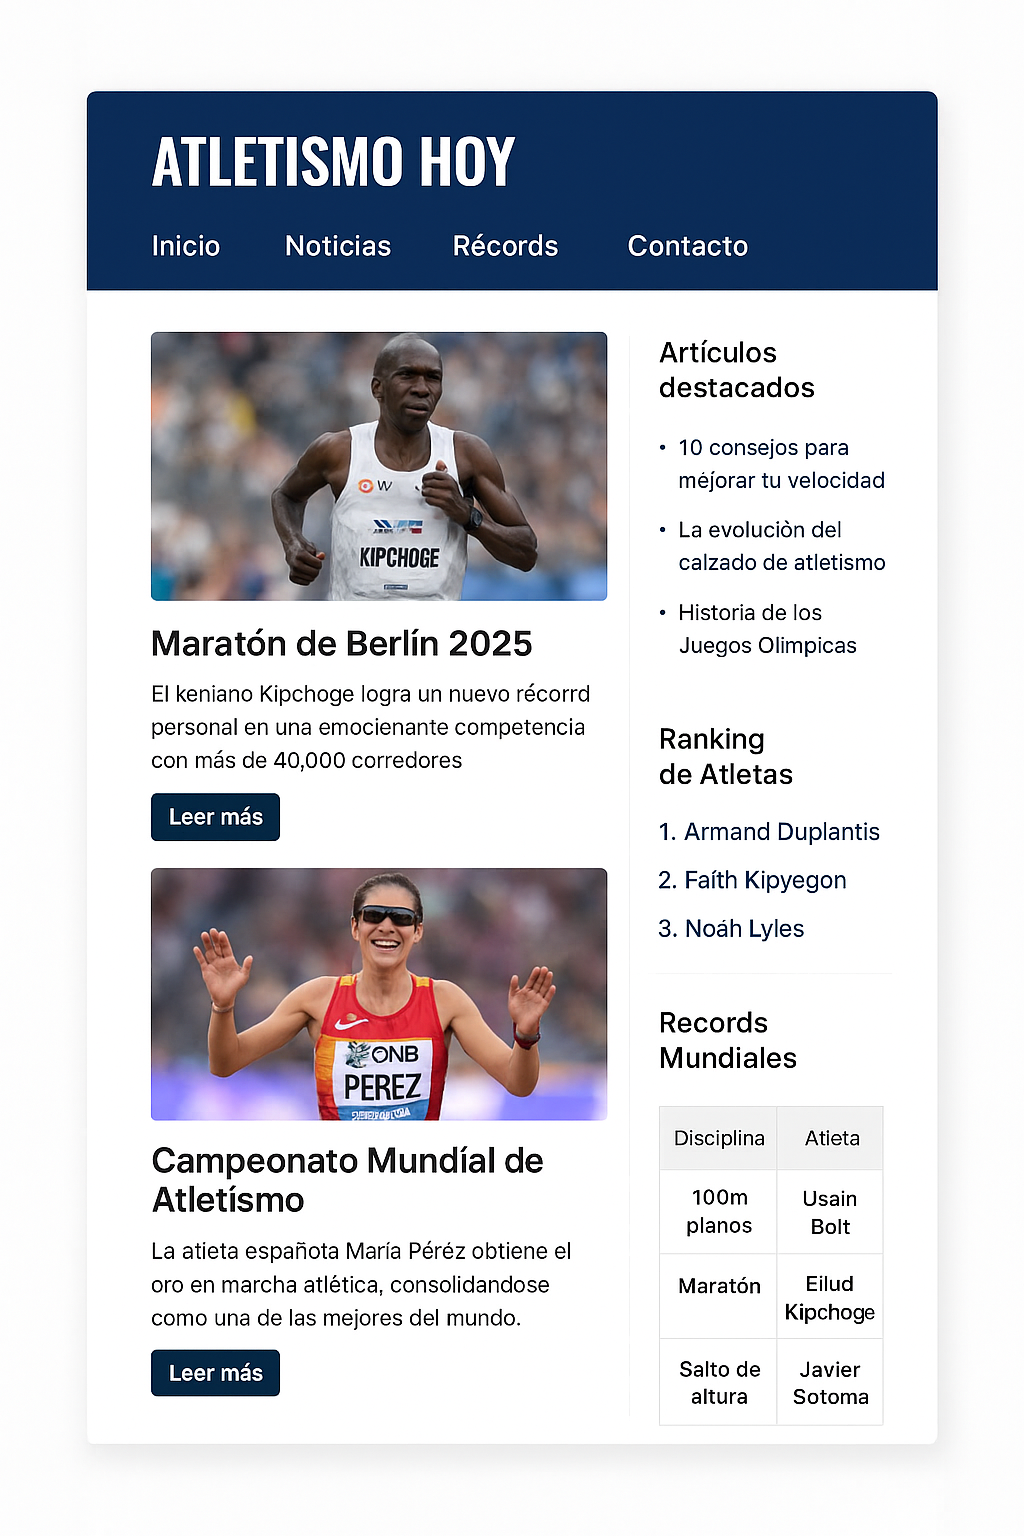 ATLETISMO HOY
Inicio Noticias Récords Contacto
W
KIPCHOGE
Maratón de Berlín 2025
El keniano Kipchoge logra un nuevo récorrd
personal en una emocienante competencia
con más de 40,000 corredores
Leer más
ONB
PEREZ
Campeonato Mundíal de
Atletísmo
La atieta española María Péréz obtiene el
oro en marcha atlética, consolidandose
como una de las mejores del mundo.
Leer más
Artículos
destacados
• 10 consejos para
méjorar tu velocidad
• La evoluciòn del
calzado de atletismo
• Historia de los
Juegos Olimpicas
Ranking
de Atletas
1. Armand Duplantis
2. Faíth Kipyegon
3. Noáh Lyles
Records
Mundiales
Disciplina Atieta
100m Usain
planos Bolt
Maratón Eilud
Kipchoge
Salto de Javier
altura Sotoma